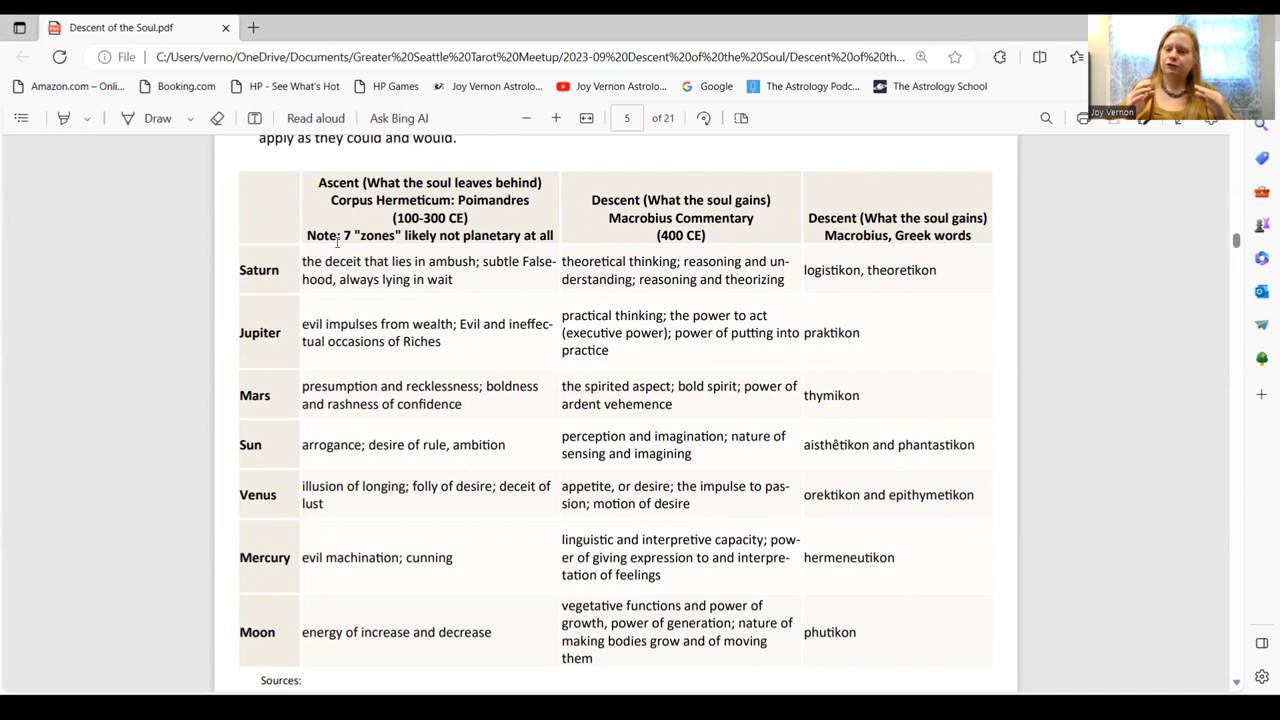 Descent of the Soul.pdf
File
C:/Users/verno/OneDrive/Documents/Greater%20Seattle%20Tarot%20Meetup/2023-09%20Descent%20of%20the%20Soul/Descent%20of%20th...
Amazon.com – Onli...
Booking.com
HP - See What's Hot
HP Games
Joy Vernon Astrolo...
Joy Vernon Astrolo...
Google
The Astrology Podc...
The Astrology School
Joy Vernon
Draw
Read aloud
Ask Bing AI
5
of 21
apply as they could and would.
Ascent (What the soul leaves behind)
Corpus Hermeticum: Poimandres
(100-300 CE)
Note: 7 "zones" likely not planetary at all
Descent (What the soul gains)
Macrobius Commentary
(400 CE)
Descent (What the soul gains)
Macrobius, Greek words
Saturn
the deceit that lies in ambush; subtle False-
hood, always lying in wait
theoretical thinking; reasoning and un-
derstanding; reasoning and theorizing
logistikon, theoretikon
Jupiter
evil impulses from wealth; Evil and ineffec-
tual occasions of Riches
practical thinking; the power to act
(executive power); power of putting into
practice
praktikon
Mars
presumption and recklessness; boldness
and rashness of confidence
the spirited aspect; bold spirit; power of
ardent vehemence
thymikon
Sun
arrogance; desire of rule, ambition
perception and imagination; nature of
sensing and imagining
aisthêtikon and phantastikon
Venus
illusion of longing; folly of desire; deceit of
lust
appetite, or desire; the impulse to pas-
sion; motion of desire
orektikon and epithymetikon
Mercury
evil machination; cunning
linguistic and interpretive capacity; pow-
er of giving expression to and interpre-
tation of feelings
hermeneutikon
Moon
energy of increase and decrease
vegetative functions and power of
growth, power of generation; nature of
making bodies grow and of moving
them
phutikon
Sources: